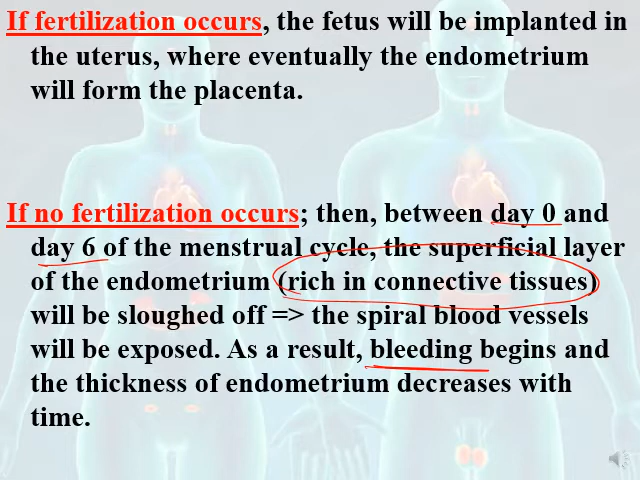 If fertilization occurs, the fetus will be implanted in
the uterus, where eventually the endometrium
will form the placenta.
If no fertilization occurs; then, between day 0 and
day 6 of the menstrual cycle, the superficial layer
of the endometrium (rich in connective tissues)
will be sloughed off => the spiral blood vessels
will be exposed. As a result, bleeding begins and
the thickness of endometrium decreases with
time.